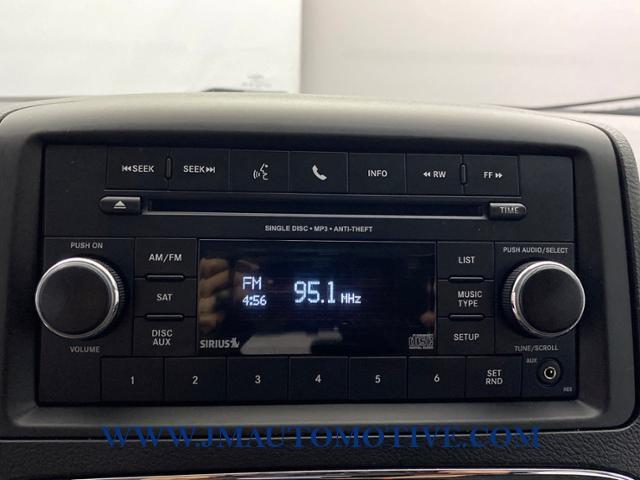 SEEK
SEEK
INFO
RW
FF
TIME
SINGLE DISC • MP3 • ANTI-THEFT
PUSH ON
VOLUME
AM/FM
SAT
DISC AUX
FM
4:56
95.1 MHz
SIRIUS
LIST
MUSIC TYPE
SETUP
PUSH AUDIO/SELECT
TUNE/SCROLL
AUX
1
2
3
4
5
6
SET RND
RES
WWW.JMAUTOMOTIVE.COM